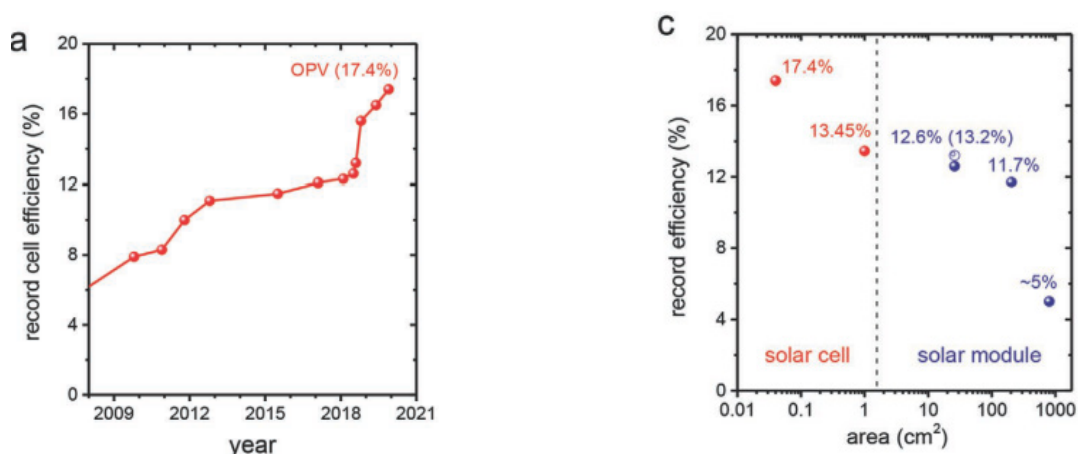 a
record cell efficiency (%)
20
16
12
8
4
0
OPV (17.4%)
2009 2012 2015 2018 2021
year
c
record efficiency (%)
20
16
12
8
4
0
17.4%
13.45%
12.6% (13.2%)
11.7%
~5%
solar cell
solar module
0.01 0.1 1 10 100 1000
area (cm²)